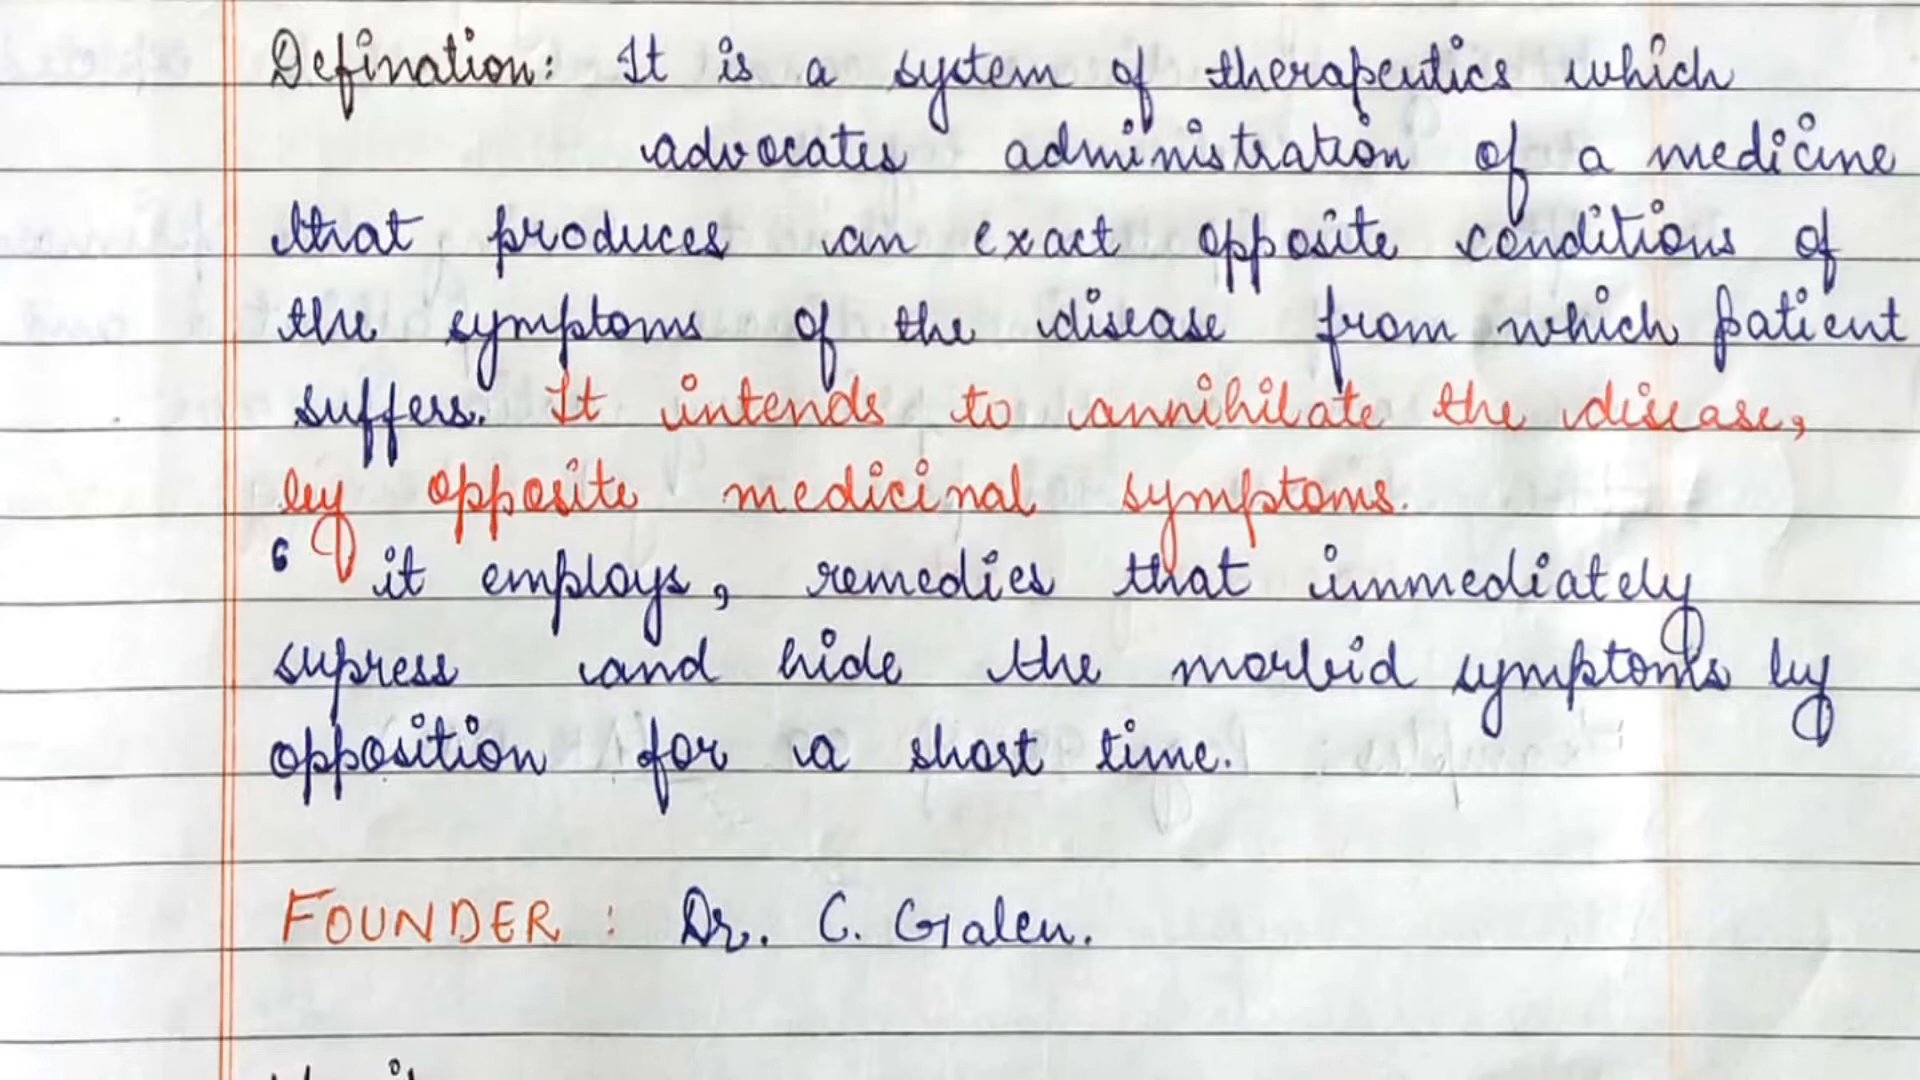 Defination: It is a system of therapeutics which
advocates administration of a medicine
that produces an exact opposite conditions of
the symptoms of the disease from which patient
suffers. It intends to annihilate the disease,
by opposite medicinal symptoms.
6 it employs, remedies that immediately
supress and hide the morbid symptoms by
opposition for a short time.
FOUNDER : Dr. C. Galen.